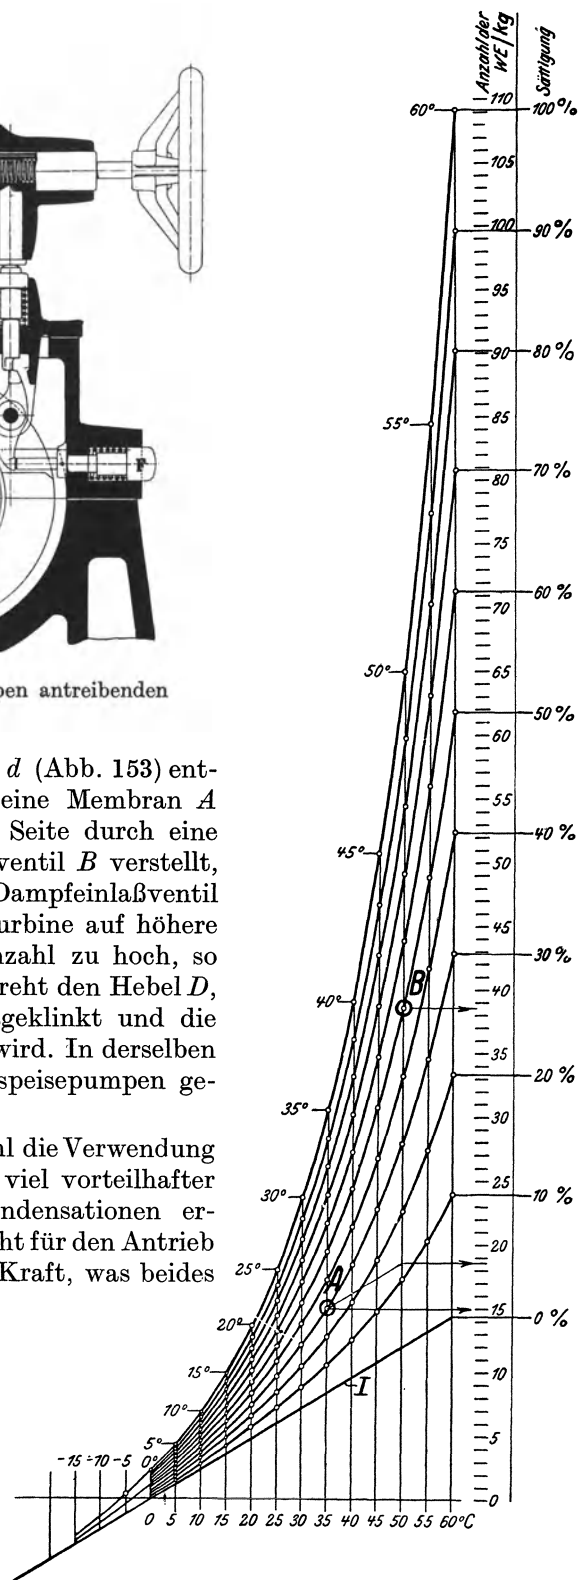 F
ben antreibenden
d (Abb. 153) ent-
eine Membran A
Seite durch eine
ventil B verstellt,
Dampfeinlaßventil
urbine auf höhere
nzahl zu hoch, so
reht den Hebel D,
sgeklinkt und die
wird. In derselben
speisepumpen ge-
hl die Verwendung
viel vorteilhafter
ndensationen er-
ht für den Antrieb
Kraft, was beides
Anzahl der
WE/kg
Sättigung
110
105
100
95
90
85
80
75
70
65
60
55
50
45
40
35
30
25
20
15
10
5
0
100%
90%
80%
70%
60%
50%
40%
30%
20%
10%
0%
60°
55°
50°
45°
40°
35°
30°
25°
20°
15°
10°
5°
0°
B
A
I
-15 -10 -5
0 5 10 15 20 25 30 35 40 45 50 55 60°C